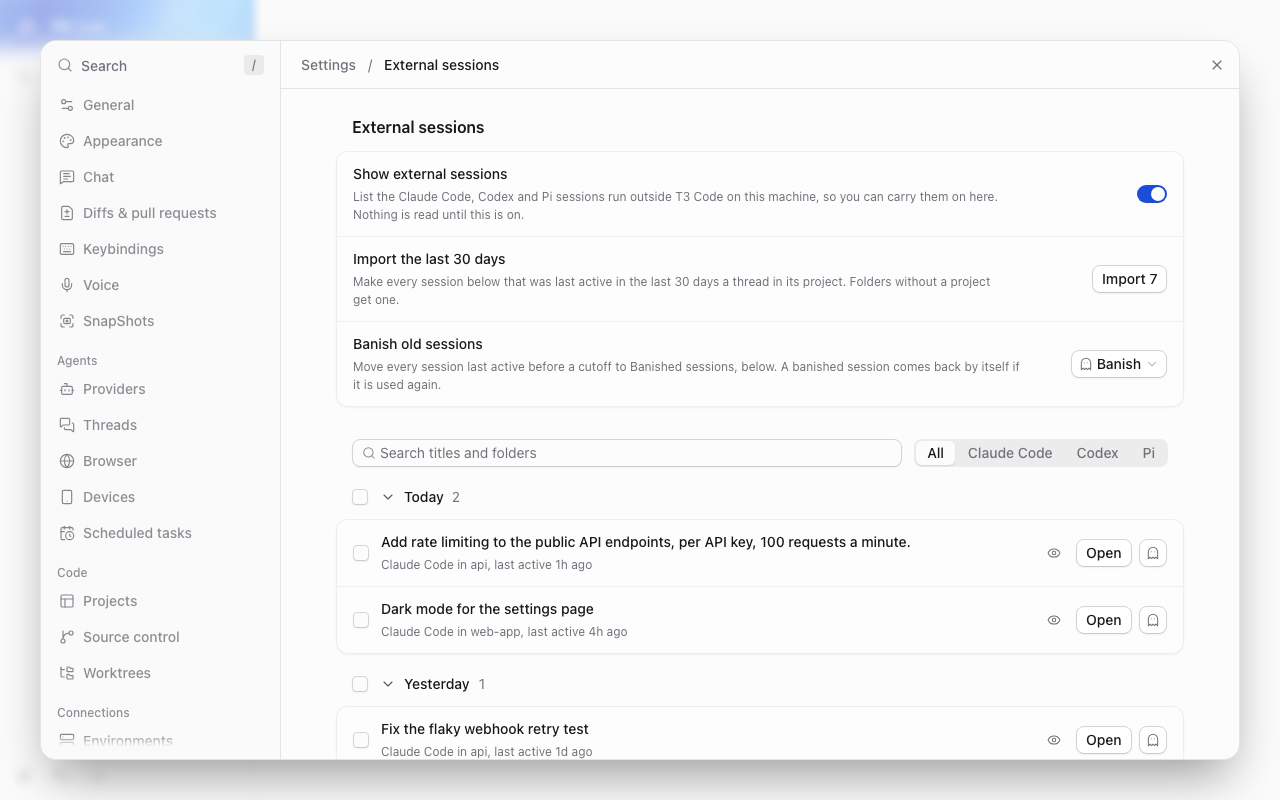 Search
/
General
Appearance
Chat
Diffs & pull requests
Keybindings
Voice
SnapShots
Agents
Providers
Threads
Browser
Devices
Scheduled tasks
Code
Projects
Source control
Worktrees
Connections
Environments
Settings / External sessions
External sessions
Show external sessions
List the Claude Code, Codex and Pi sessions run outside T3 Code on this machine, so you can carry them on here.
Nothing is read until this is on.
Import the last 30 days
Make every session below that was last active in the last 30 days a thread in its project. Folders without a project
get one.
Import 7
Banish old sessions
Move every session last active before a cutoff to Banished sessions, below. A banished session comes back by itself if
it is used again.
Banish
Search titles and folders
All Claude Code Codex Pi
Today 2
Add rate limiting to the public API endpoints, per API key, 100 requests a minute.
Claude Code in api, last active 1h ago
Open
Dark mode for the settings page
Claude Code in web-app, last active 4h ago
Open
Yesterday 1
Fix the flaky webhook retry test
Claude Code in api, last active 1d ago
Open